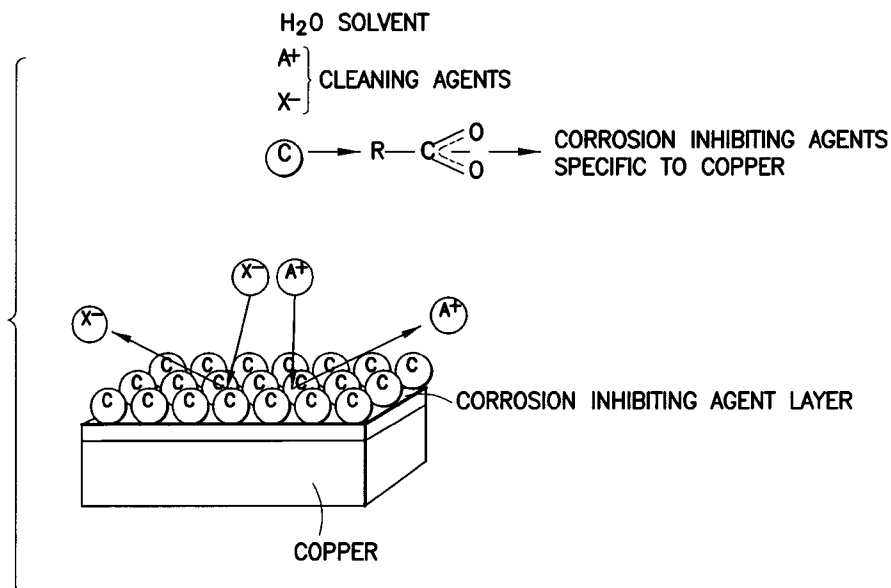 H2O SOLVENT
A+
CLEANING AGENTS
X-
C R-C O O CORROSION INHIBITING AGENTS
SPECIFIC TO COPPER
X- A+
X- A+
C C C C C C C
C C C C C C C
C C C C C C C
CORROSION INHIBITING AGENT LAYER
COPPER